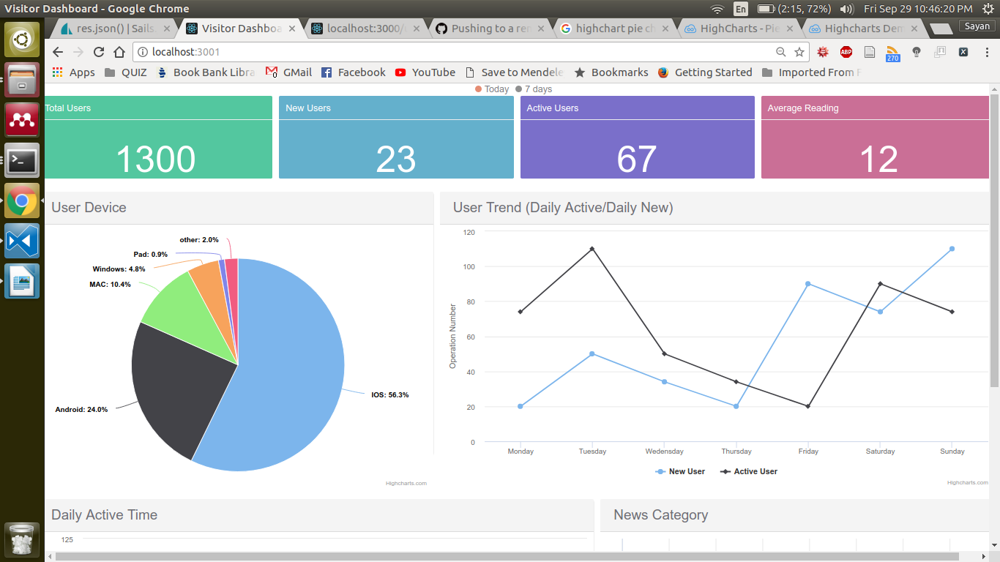 Visitor Dashboard - Google Chrome
En
(2:15, 72%)
Fri Sep 29 10:46:20 PM
res.json() | Sails
Visitor Dashboa
localhost:3000/
Pushing to a rem
highchart pie ch
HighCharts - Pie
Highcharts Dem
Sayan
localhost:3001
ABP
270
X
Apps
QUIZ
Book Bank Libra
GMail
Facebook
YouTube
Save to Mendele
Bookmarks
Getting Started
Imported From F
Today
7 days
Total Users
New Users
Active Users
Average Reading
1300
23
67
12
User Device
User Trend (Daily Active/Daily New)
other: 2.0%
Pad: 0.9%
Windows: 4.8%
MAC: 10.4%
IOS: 56.3%
Android: 24.0%
Highcharts.com
Operation Number
120
100
80
60
40
20
0
Monday
Tuesday
Wedensday
Thursday
Friday
Saturday
Sunday
New User
Active User
Highcharts.com
Daily Active Time
News Category
125